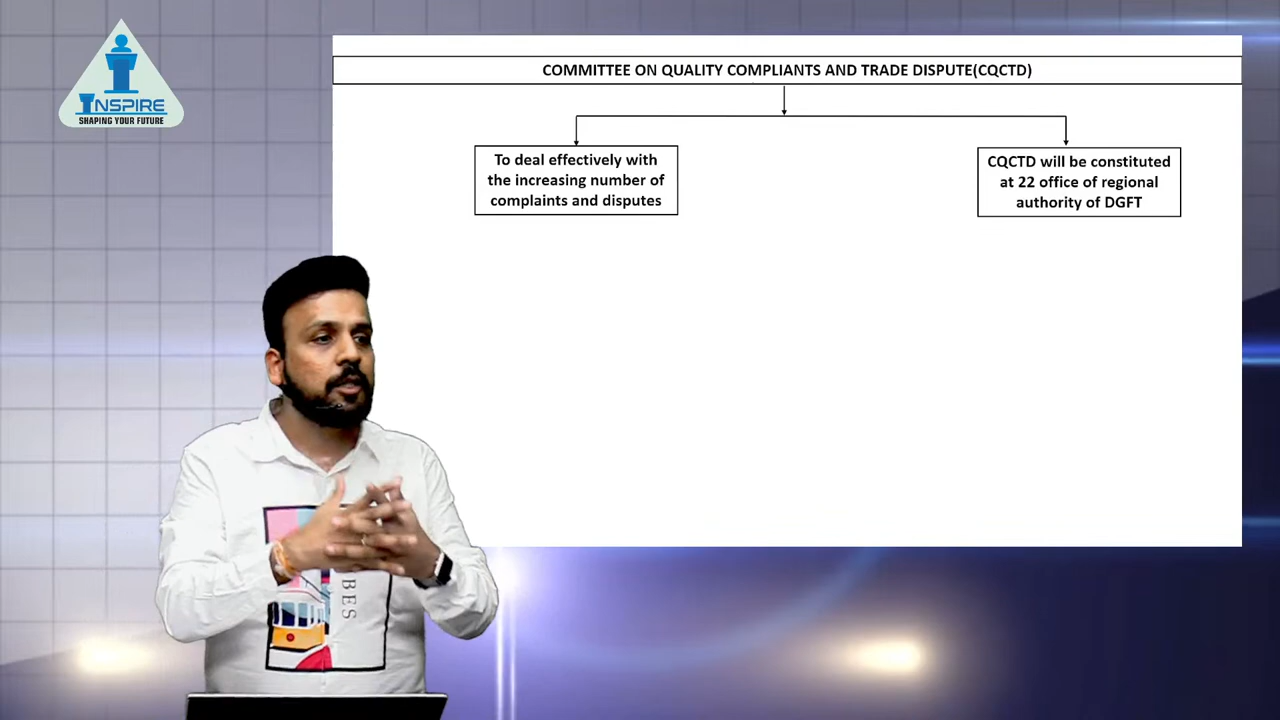 INSPIRE
SHAPING YOUR FUTURE
COMMITTEE ON QUALITY COMPLIANTS AND TRADE DISPUTE(CQCTD)
To deal effectively with
the increasing number of
complaints and disputes
CQCTD will be constituted
at 22 office of regional
authority of DGFT
BES